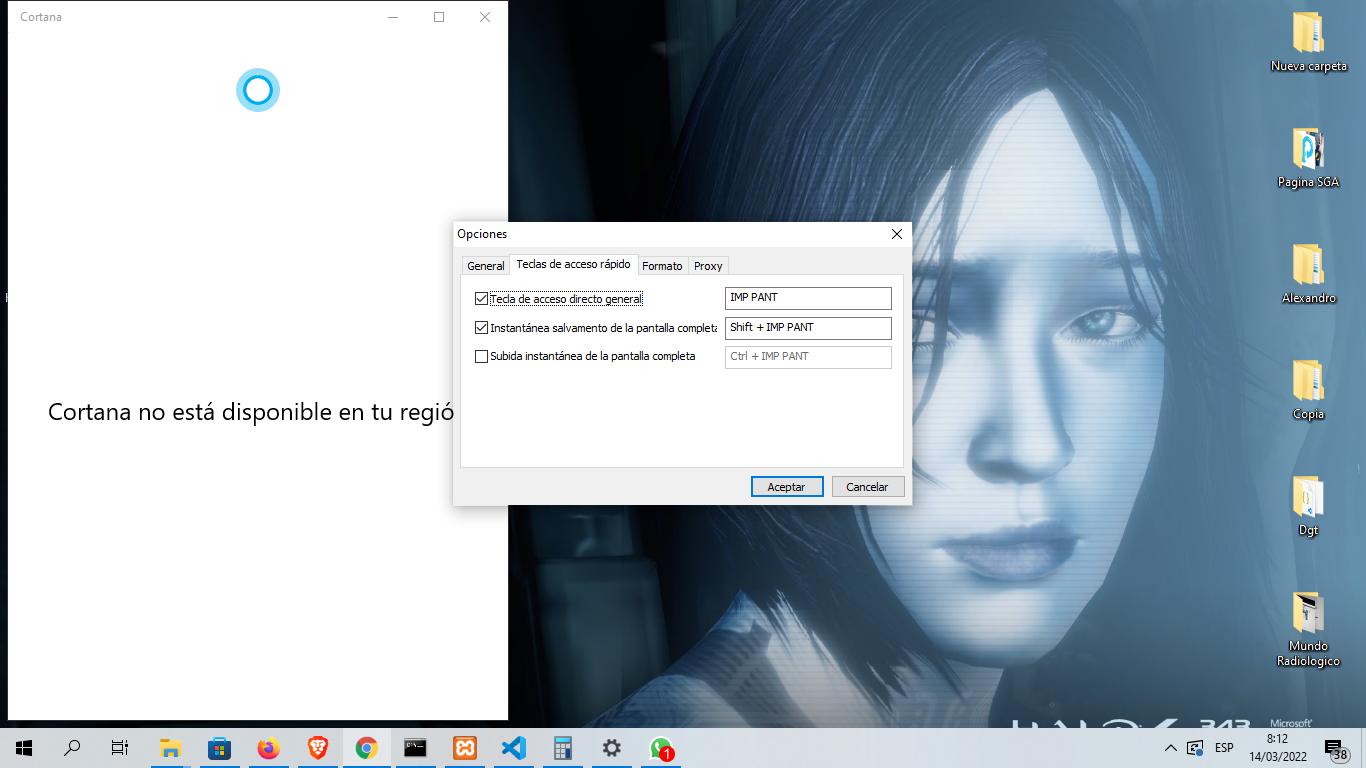 Cortana
Cortana no está disponible en tu regió
Opciones
General
Teclas de acceso rápido
Formato
Proxy
Tecla de acceso directo general
IMP PANT
Instantánea salvamento de la pantalla completa
Shift + IMP PANT
Subida instantánea de la pantalla completa
Ctrl + IMP PANT
Aceptar
Cancelar
Nueva carpeta
Pagina SGA
Alexandro
Copia
Dgt
Mundo
Radiologico
343
Microsoft
1
ESP
8:12
14/03/2022
38